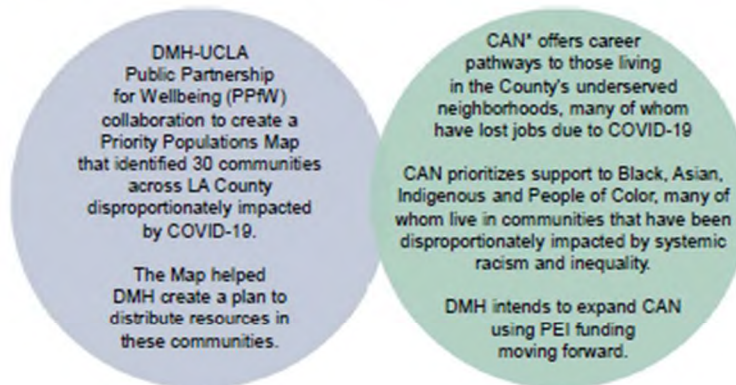 DMH-UCLA
Public Partnership
for Wellbeing (PPfW)
collaboration to create a
Priority Populations Map
that identified 30 communities
across LA County
disproportionately impacted
by COVID-19.
The Map helped
DMH create a plan to
distribute resources in
these communities.
CAN* offers career
pathways to those living
in the County's underserved
neighborhoods, many of whom
have lost jobs due to COVID-19
CAN prioritizes support to Black, Asian,
Indigenous and People of Color, many of
whom live in communities that have been
disproportionately impacted by systemic
racism and inequality.
DMH intends to expand CAN
using PEI funding
moving forward.